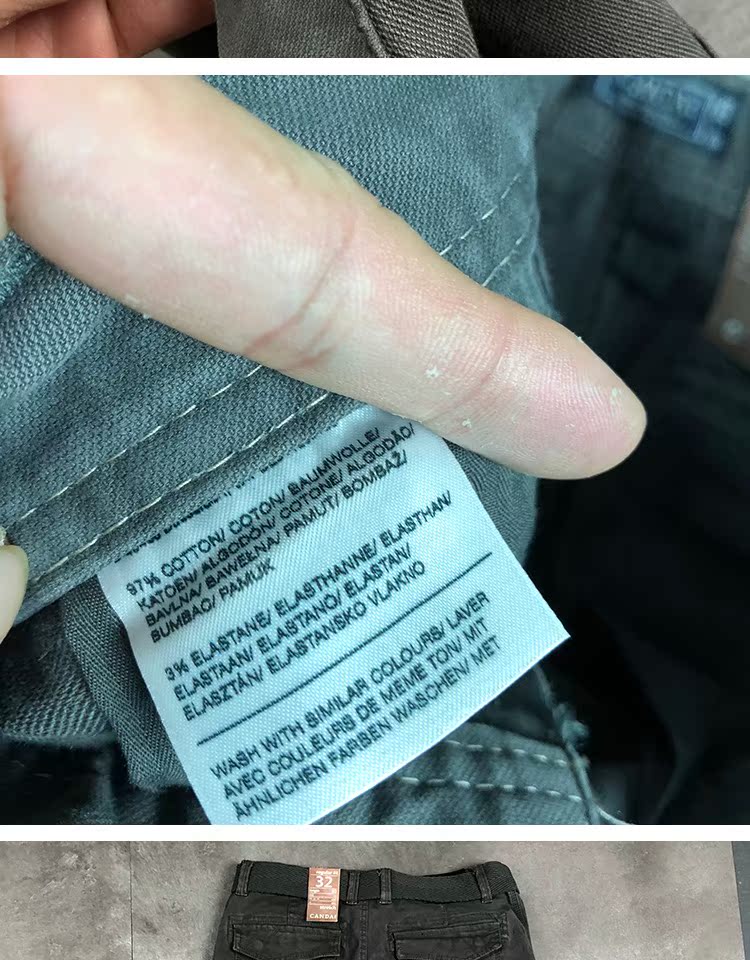 97% COTTON/ COTON/ BAUMWOLLE/
KATOEN/ ALGODÓN/ COTONE/ ALGODÃO/
BAVLNA/ BAWEŁNA/ PAMUT/ BOMBAŽ/
BUMBAC/ PAMUK
3% ELASTANE/ ELASTHANNE/ ELASTHAN/
ELASTAAN/ ELASTANO/ ELASTAN/
ELASZTÁN/ ELASTANSKO VLAKNO
WASH WITH SIMILAR COLOURS/ LAVER
AVEC COULEURS DE MEME TON/ MIT
ÄHNLICHEN FARBEN WASCHEN/ MET
32